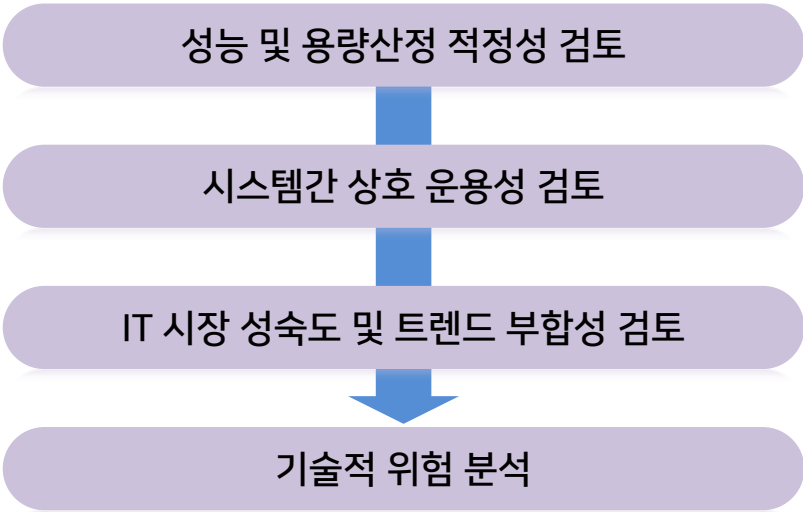 성능 및 용량산정 적정성 검토
시스템간 상호 운용성 검토
IT 시장 성숙도 및 트렌드 부합성 검토
기술적 위험 분석